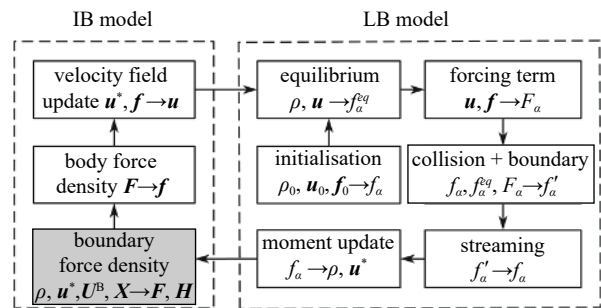 IB model
LB model
velocity field
update u*, f→u
equilibrium
ρ, u→f_α^eq
forcing term
u, f→F_α
body force
density F→f
initialisation
ρ₀, u₀, f₀→f_α
collision + boundary
f_α, f_α^eq, F_α→f′_α
boundary
force density
ρ, u*, Uᴮ, X→F, H
moment update
f_α→ρ, u*
streaming
f′_α→f_α